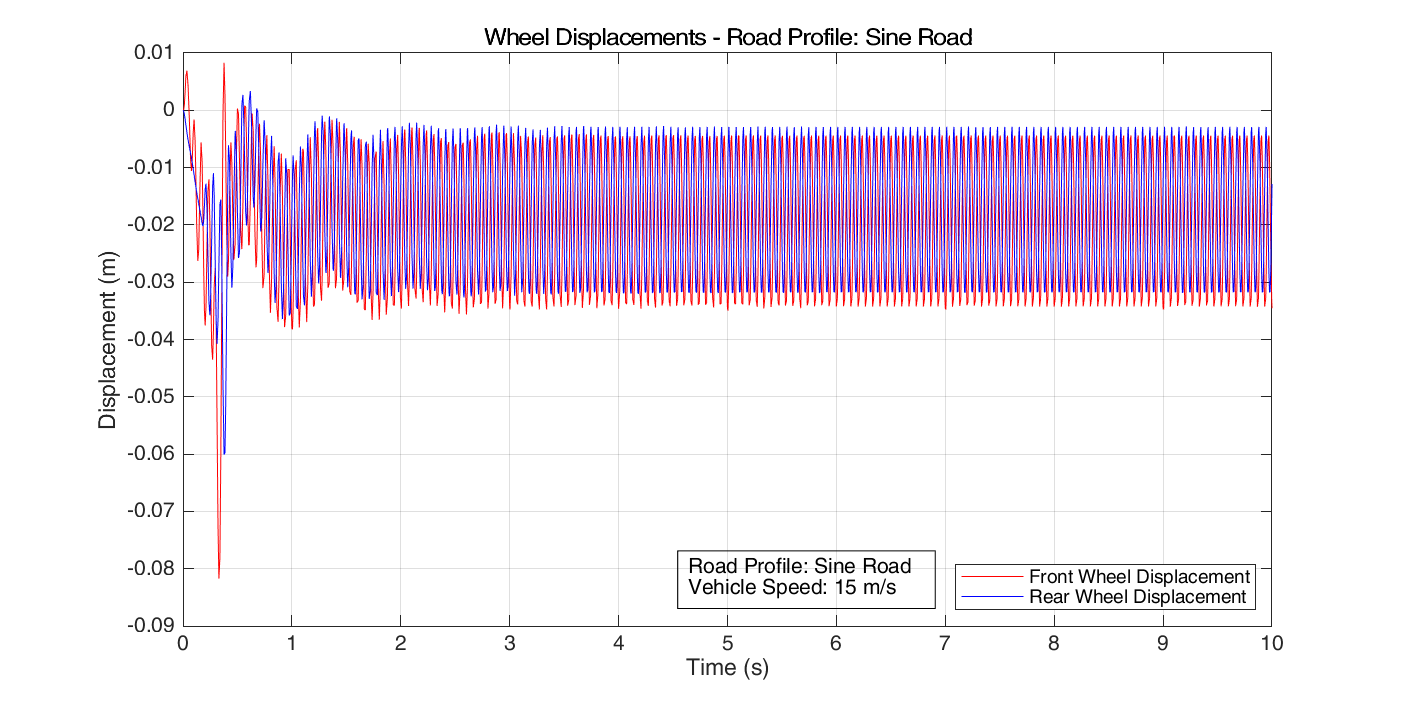 Wheel Displacements - Road Profile: Sine Road
0.01
0
-0.01
-0.02
-0.03
-0.04
-0.05
-0.06
-0.07
-0.08
-0.09
Displacement (m)
Road Profile: Sine Road
Vehicle Speed: 15 m/s
Front Wheel Displacement
Rear Wheel Displacement
0 1 2 3 4 5 6 7 8 9 10
Time (s)